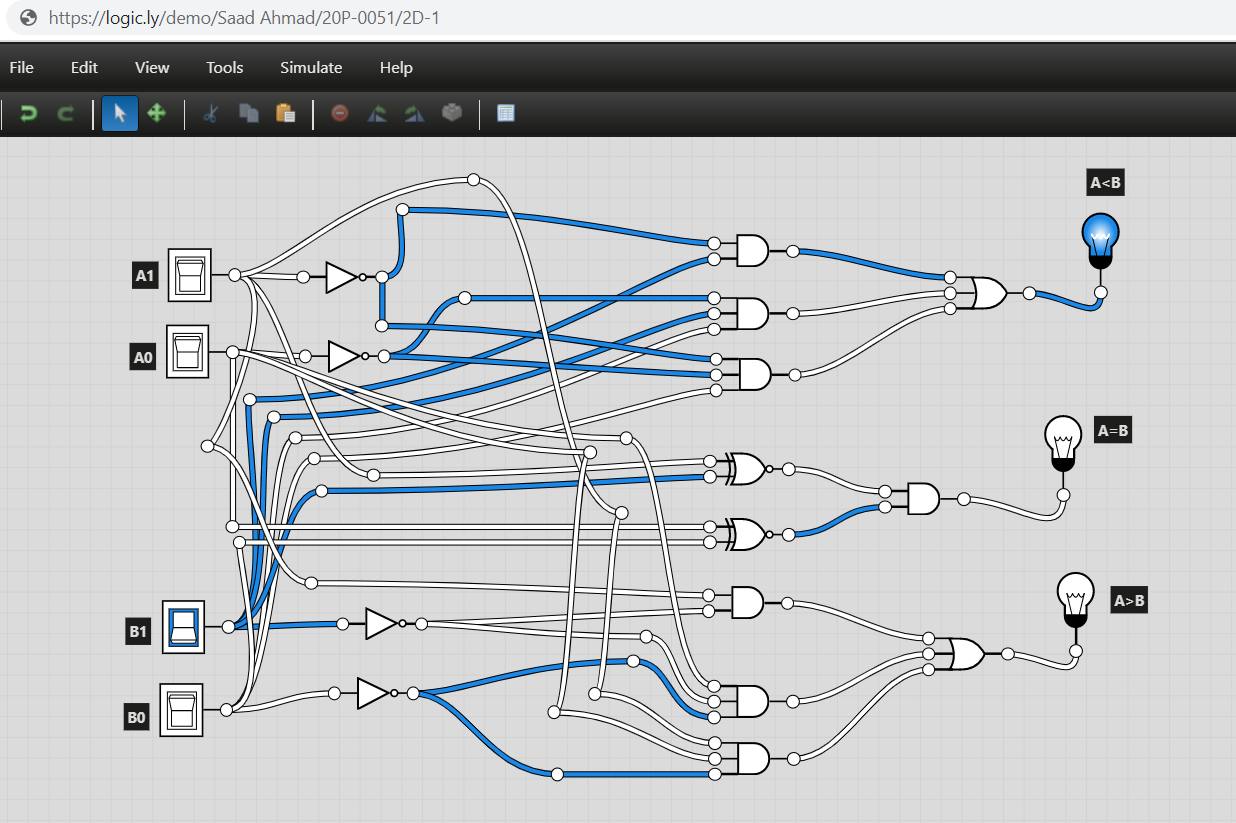 https://logic.ly/demo/Saad Ahmad/20P-0051/2D-1
File Edit View Tools Simulate Help
A<B
A1
A0
A=B
A>B
B1
B0